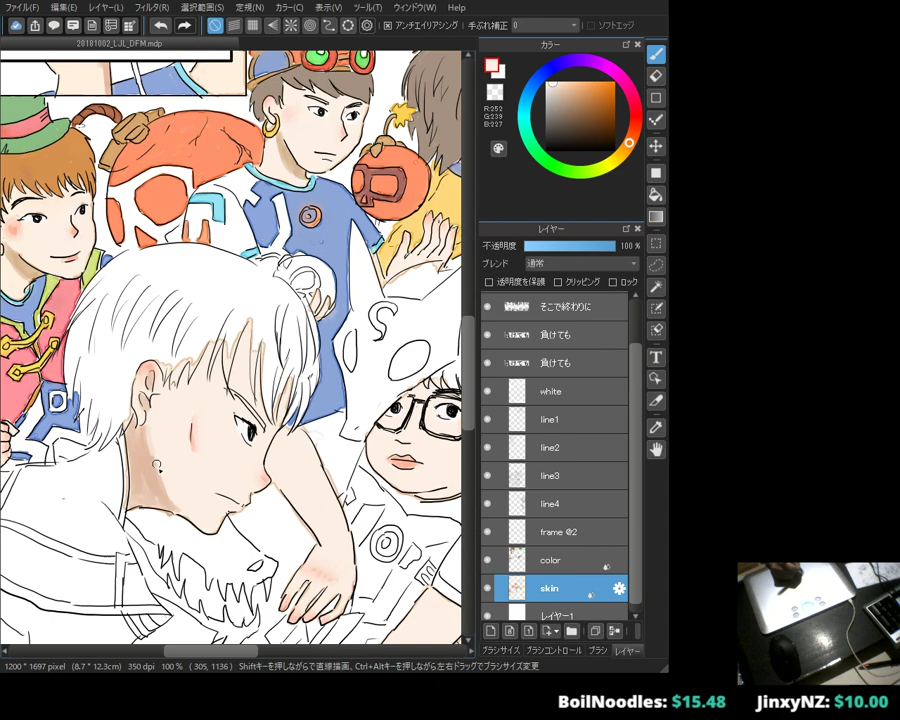 ファイル(F) 編集(E) レイヤー(L) フィルタ(R) 選択範囲(S) 定規(N) カラー(C) 表示(V) ツール(T) ウィンドウ(W) Help
アンチエイリアシング 手ぶれ補正 0 ソフトエッジ
20181002_LJL_DFM.mdp
カラー
R:252
G:239
B:227
レイヤー
不透明度 100 %
ブレンド 通常
透明度を保護 クリッピング ロック
そこで終わりに
負けても
負けても
white
line1
line2
line3
line4
frame @2
color
skin
レイヤー1
ブラシサイズ ブラシコントロール ブラシ レイヤー
1200 * 1697 pixel (8.7 * 12.3cm) 350 dpi 100 % ( 305, 1136 ) Shiftキーを押しながらで直線描画、Ctrl+Altキーを押しながら左右ドラッグでブラシサイズ変更
BoilNoodles: $15.48 JinxyNZ: $10.00